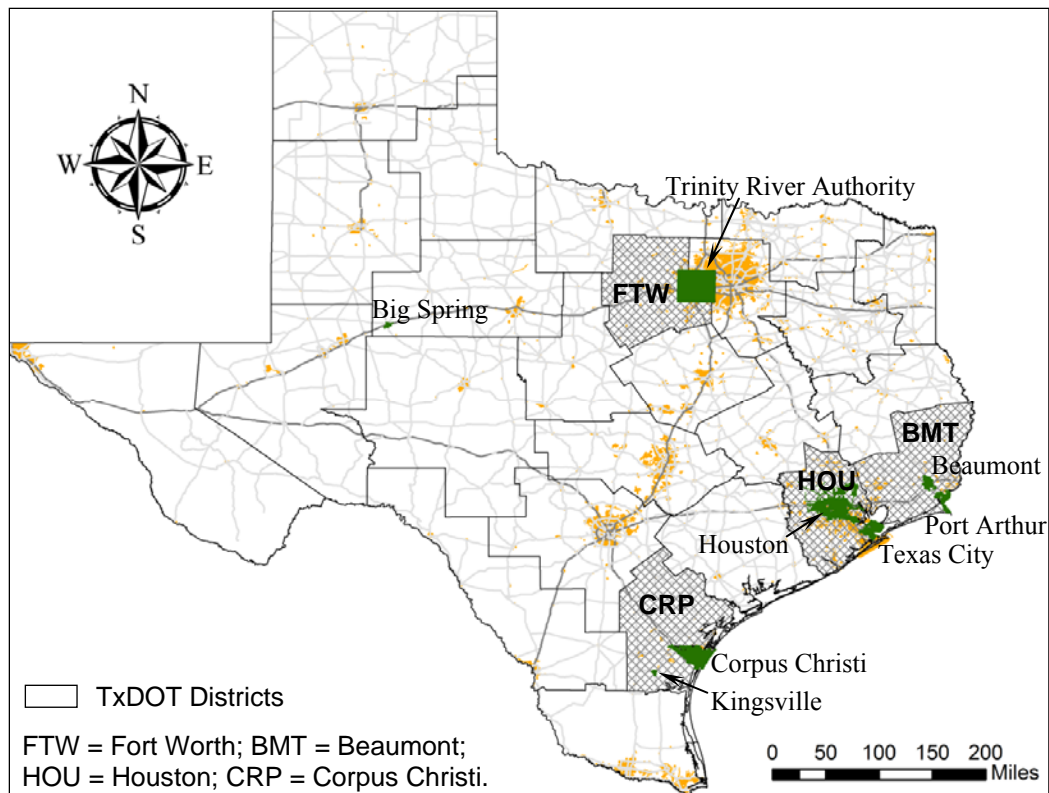 N
W E
S
Trinity River Authority
FTW
Big Spring
BMT
Beaumont
HOU
Port Arthur
Houston
Texas City
CRP
Corpus Christi
Kingsville
TxDOT Districts
FTW = Fort Worth; BMT = Beaumont;
HOU = Houston; CRP = Corpus Christi.
0 50 100 150 200
Miles